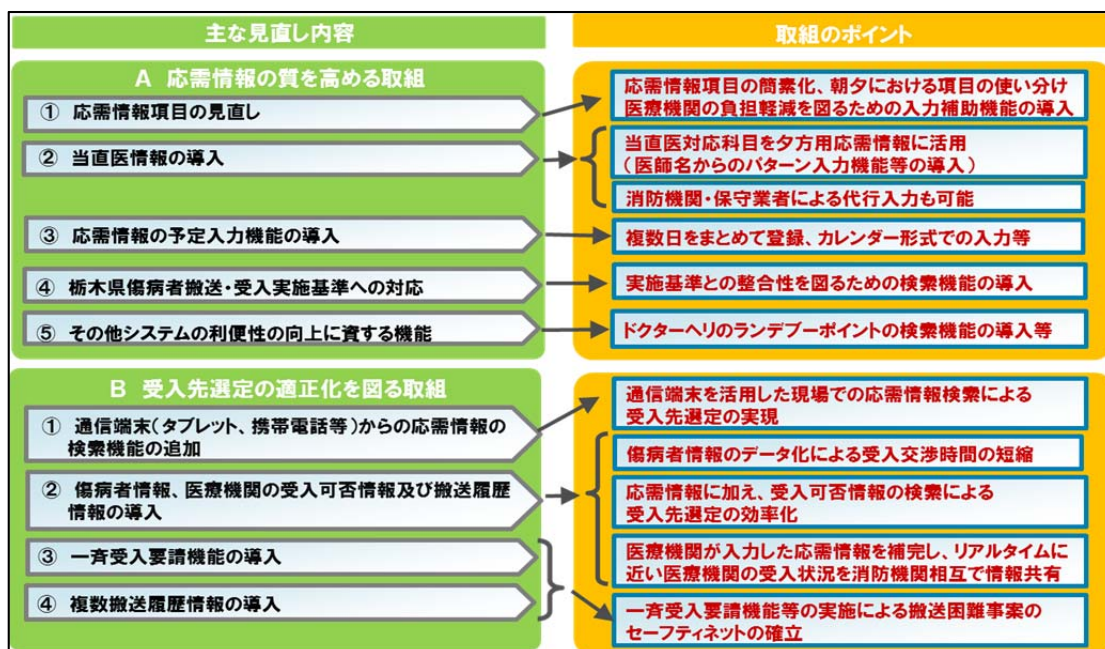 主な見直し内容
取組のポイント
A 応需情報の質を高める取組
① 応需情報項目の見直し
応需情報項目の簡素化、朝夕における項目の使い分け
医療機関の負担軽減を図るための入力補助機能の導入
② 当直医情報の導入
当直医対応科目を夕方用応需情報に活用
(医師名からのパターン入力機能等の導入)
消防機関・保守業者による代行入力も可能
③ 応需情報の予定入力機能の導入
複数日をまとめて登録、カレンダー形式での入力等
④ 栃木県傷病者搬送・受入実施基準への対応
実施基準との整合性を図るための検索機能の導入
⑤ その他システムの利便性の向上に資する機能
ドクターヘリのランデブーポイントの検索機能の導入等
B 受入先選定の適正化を図る取組
① 通信端末(タブレット、携帯電話等)からの応需情報の
検索機能の追加
通信端末を活用した現場での応需情報検索による
受入先選定の実現
② 傷病者情報、医療機関の受入可否情報及び搬送履歴
情報の導入
傷病者情報のデータ化による受入交渉時間の短縮
応需情報に加え、受入可否情報の検索による
受入先選定の効率化
医療機関が入力した応需情報を補完し、リアルタイムに
近い医療機関の受入状況を消防機関相互で情報共有
③ 一斉受入要請機能の導入
④ 複数搬送履歴情報の導入
一斉受入要請機能等の実施による搬送困難事案の
セーフティネットの確立